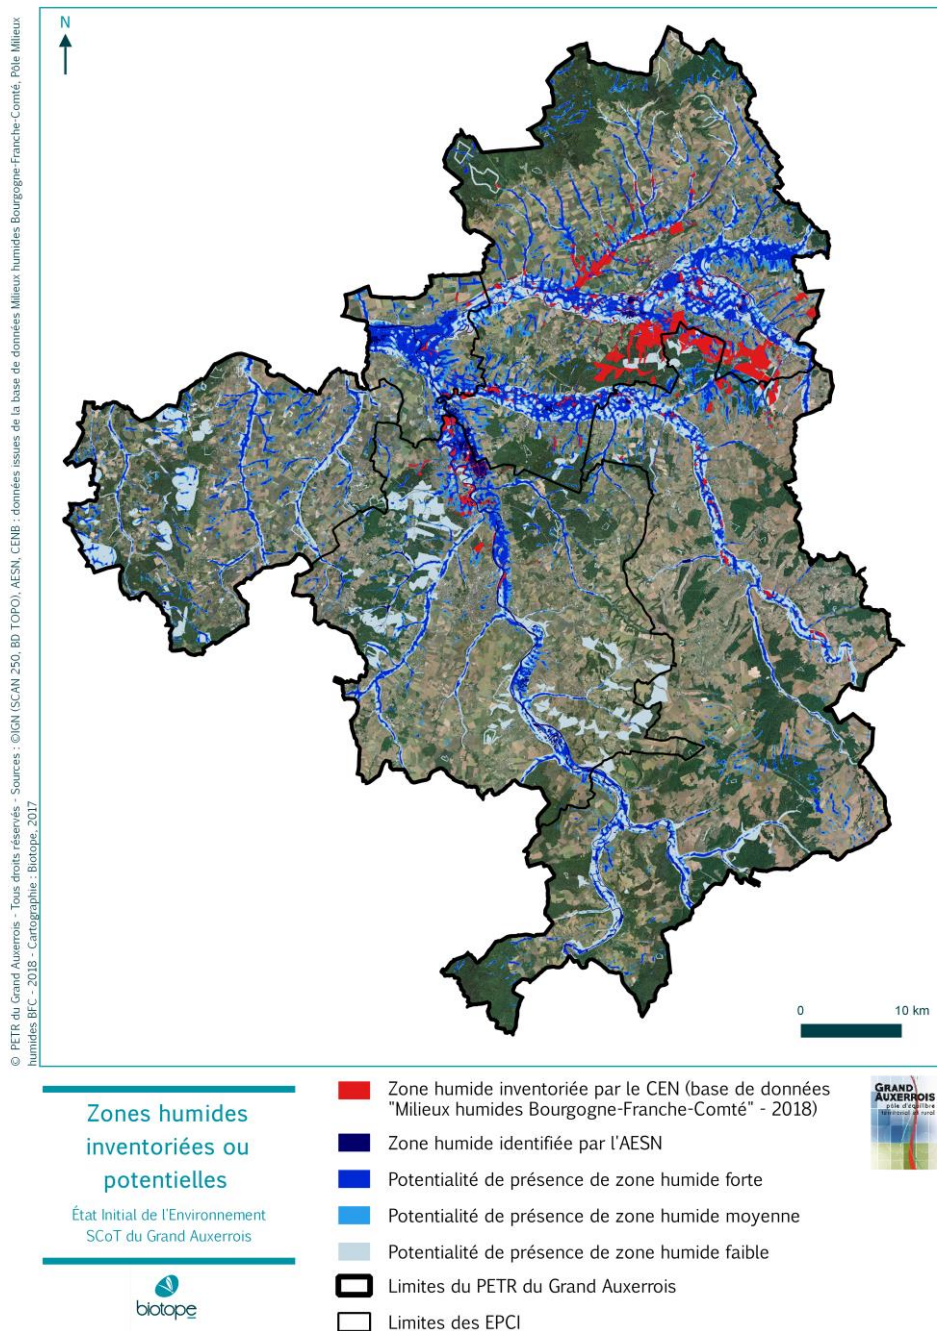 N
© PETR du Grand Auxerrois - Tous droits réservés - Sources : ©IGN (SCAN 250, BD TOPO), AESN, CENB : données issues de la base de données Milieux humides Bourgogne-Franche-Comté, Pôle Milieux
humides BFC - 2018 - Cartographie : Biotope, 2017
0 10 km
Zones humides
inventoriées ou
potentielles
État Initial de l'Environnement
SCoT du Grand Auxerrois
biotope
Zone humide inventoriée par le CEN (base de données
"Milieux humides Bourgogne-Franche-Comté" - 2018)
Zone humide identifiée par l'AESN
Potentialité de présence de zone humide forte
Potentialité de présence de zone humide moyenne
Potentialité de présence de zone humide faible
Limites du PETR du Grand Auxerrois
Limites des EPCI
GRAND
AUXERROIS
pôle d'équilibre
territorial et rural